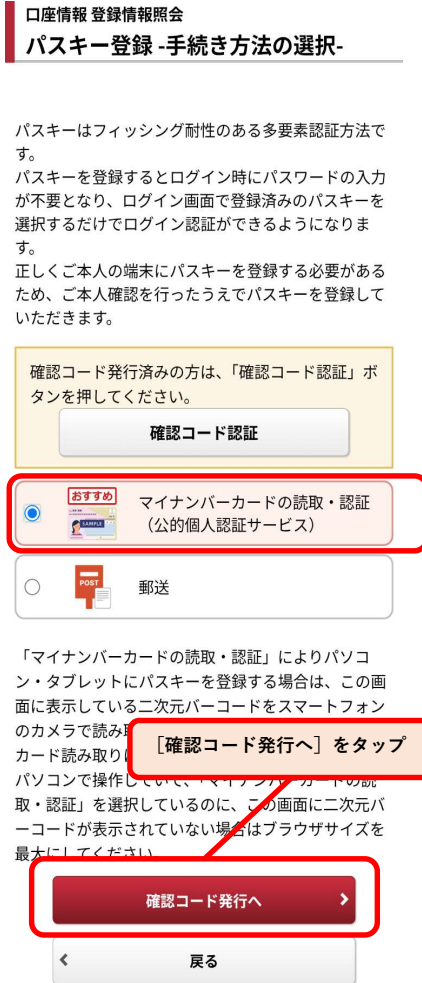 口座情報 登録情報照会
パスキー登録 -手続き方法の選択-
パスキーはフィッシング耐性のある多要素認証方法で
す。
パスキーを登録するとログイン時にパスワードの入力
が不要となり、ログイン画面で登録済みのパスキーを
選択するだけでログイン認証ができるようになりま
す。
正しくご本人の端末にパスキーを登録する必要がある
ため、ご本人確認を行ったうえでパスキーを登録して
いただきます。
確認コード発行済みの方は、「確認コード認証」ボ
タンを押してください。
確認コード認証
おすすめ
SAMPLE
マイナンバーカードの読取・認証
（公的個人認証サービス）
POST
郵送
「マイナンバーカードの読取・認証」によりパソコ
ン・タブレットにパスキーを登録する場合は、この画
面に表示している二次元バーコードをスマートフォン
のカメラで読み
［確認コード発行へ］をタップ
カード読み取り
パソコンで操作していて、「マイナンバーカードの読
取・認証」を選択しているのに、この画面に二次元バ
ーコードが表示されていない場合はブラウザサイズを
最大にしてください。
確認コード発行へ
戻る